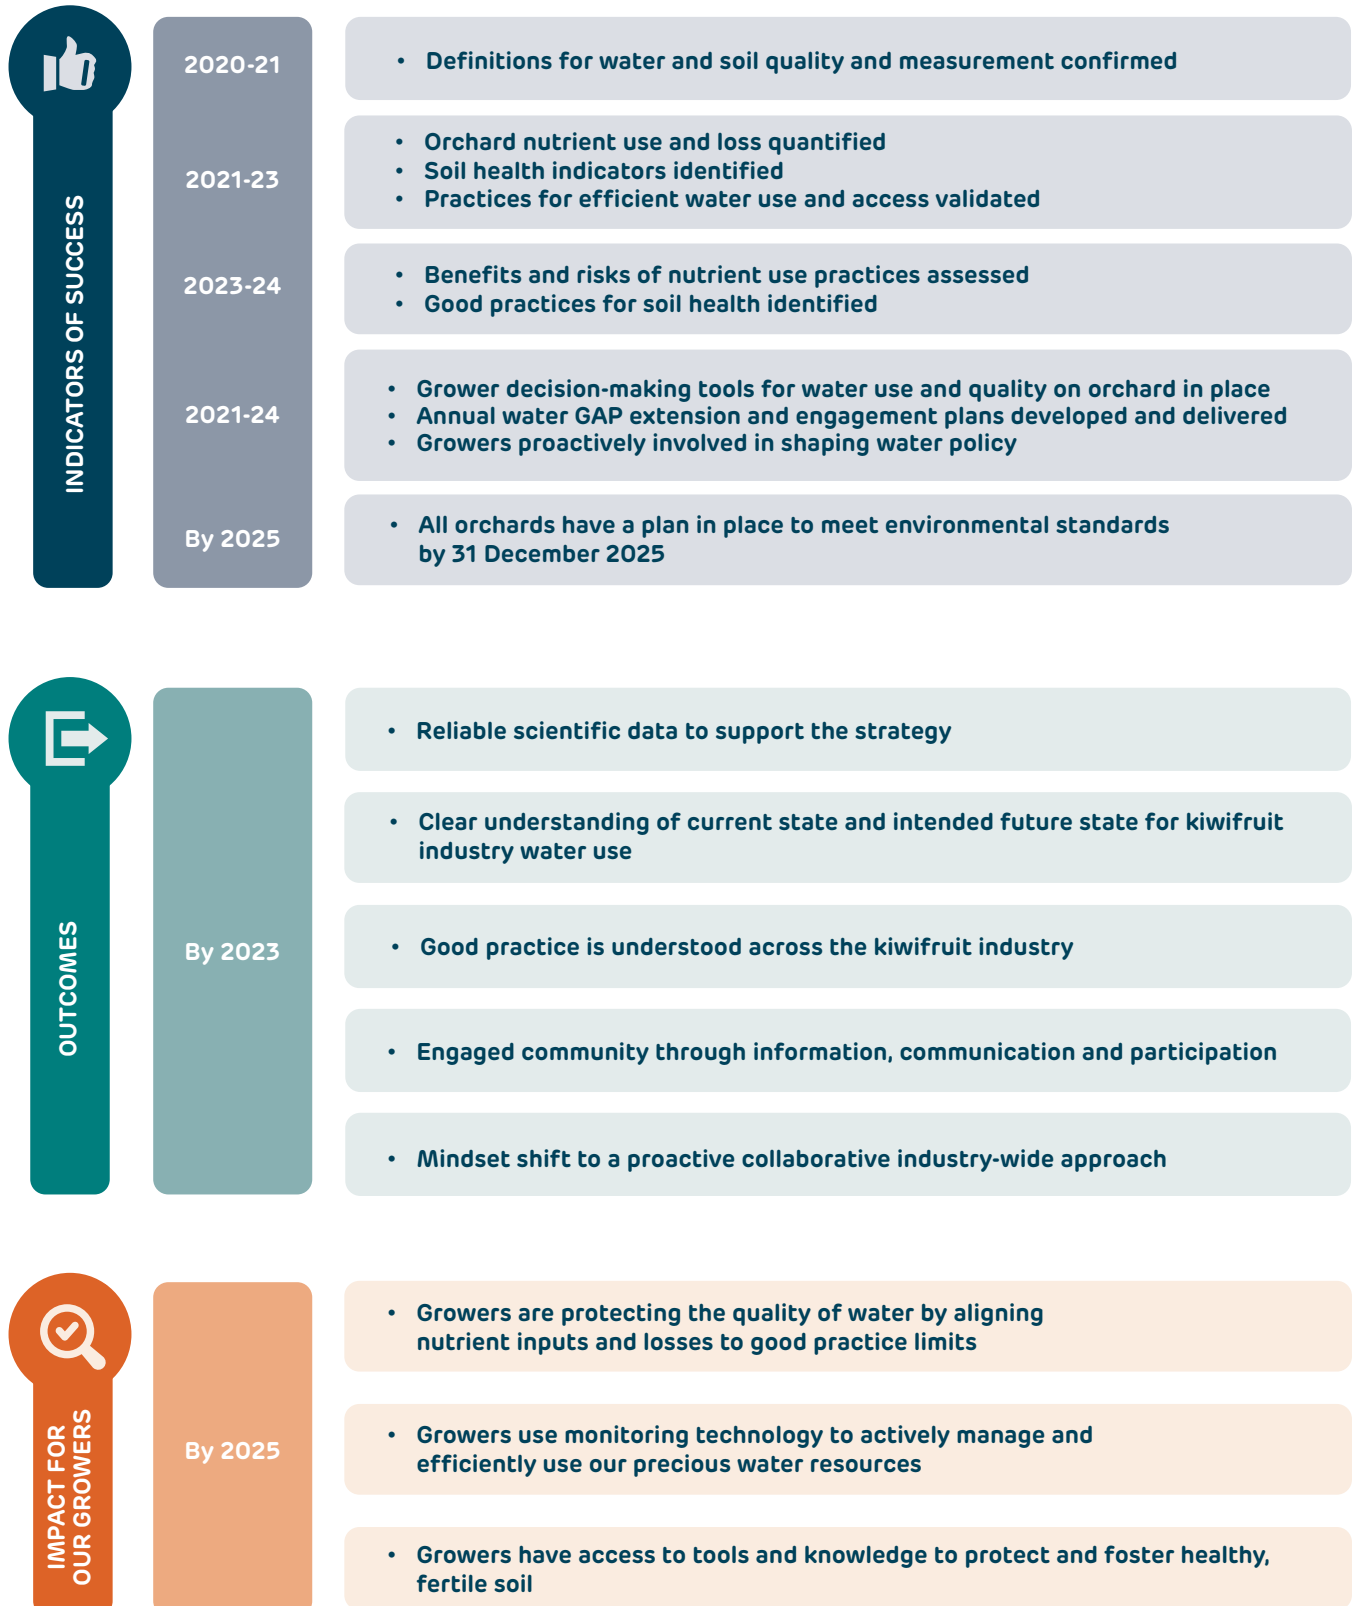 INDICATORS OF SUCCESS
2020-21
• Definitions for water and soil quality and measurement confirmed
2021-23
• Orchard nutrient use and loss quantified
• Soil health indicators identified
• Practices for efficient water use and access validated
2023-24
• Benefits and risks of nutrient use practices assessed
• Good practices for soil health identified
2021-24
• Grower decision-making tools for water use and quality on orchard in place
• Annual water GAP extension and engagement plans developed and delivered
• Growers proactively involved in shaping water policy
By 2025
• All orchards have a plan in place to meet environmental standards
by 31 December 2025
OUTCOMES
By 2023
• Reliable scientific data to support the strategy
• Clear understanding of current state and intended future state for kiwifruit
industry water use
• Good practice is understood across the kiwifruit industry
• Engaged community through information, communication and participation
• Mindset shift to a proactive collaborative industry-wide approach
IMPACT FOR
OUR GROWERS
By 2025
• Growers are protecting the quality of water by aligning
nutrient inputs and losses to good practice limits
• Growers use monitoring technology to actively manage and
efficiently use our precious water resources
• Growers have access to tools and knowledge to protect and foster healthy,
fertile soil